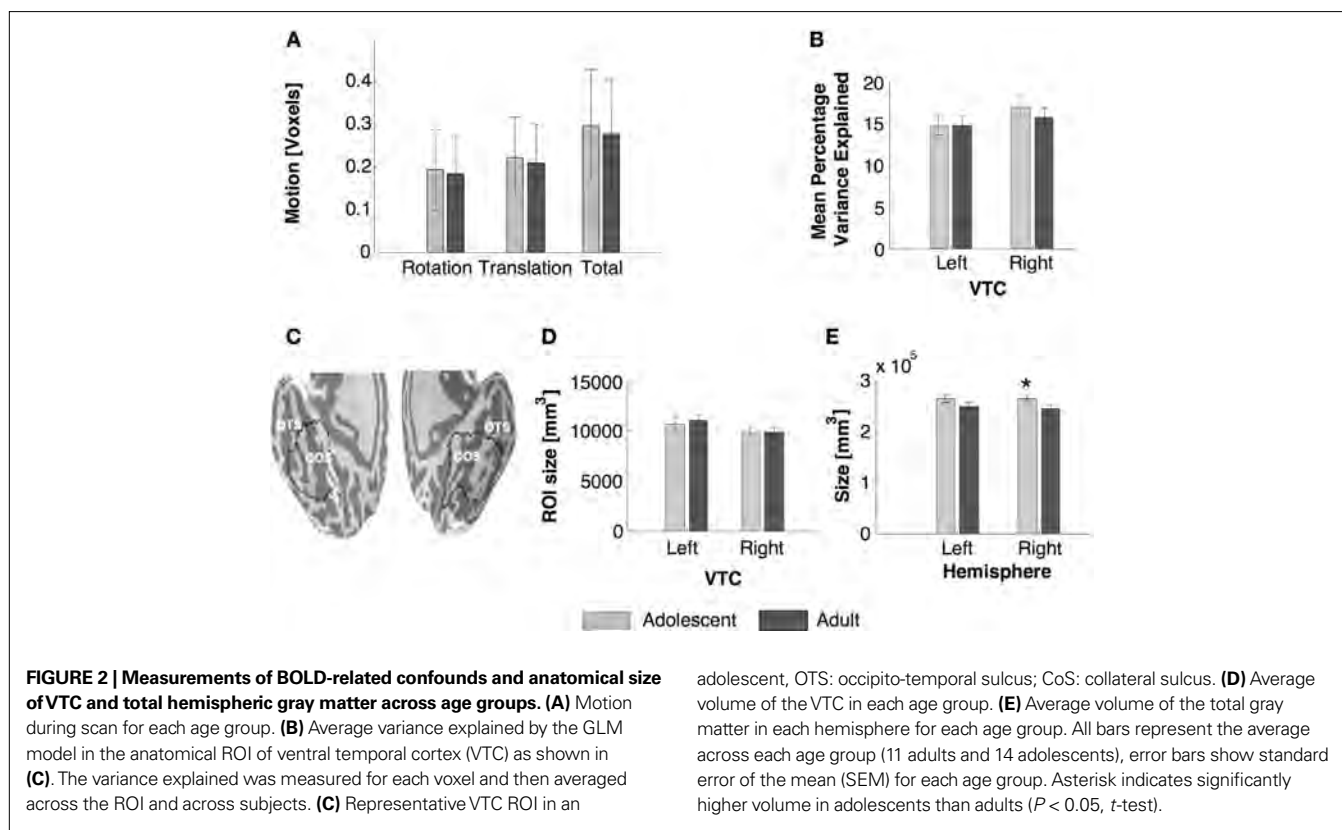 A
Motion [Voxels]
0.4
0.3
0.2
0.1
0
Rotation Translation Total
B
Mean Percentage
Variance Explained
20
15
10
5
0
Left Right
VTC
C
OTS
COS
OTS
COS
D
ROI size [mm³]
15000
10000
5000
0
Left Right
VTC
E
x 10⁵
Size [mm³]
3
2
1
0
*
Left Right
Hemisphere
Adolescent Adult
FIGURE 2 | Measurements of BOLD-related confounds and anatomical size
of VTC and total hemispheric gray matter across age groups. (A) Motion
during scan for each age group. (B) Average variance explained by the GLM
model in the anatomical ROI of ventral temporal cortex (VTC) as shown in
(C). The variance explained was measured for each voxel and then averaged
across the ROI and across subjects. (C) Representative VTC ROI in an
adolescent, OTS: occipito-temporal sulcus; CoS: collateral sulcus. (D) Average
volume of the VTC in each age group. (E) Average volume of the total gray
matter in each hemisphere for each age group. All bars represent the average
across each age group (11 adults and 14 adolescents), error bars show standard
error of the mean (SEM) for each age group. Asterisk indicates significantly
higher volume in adolescents than adults (P < 0.05, t-test).